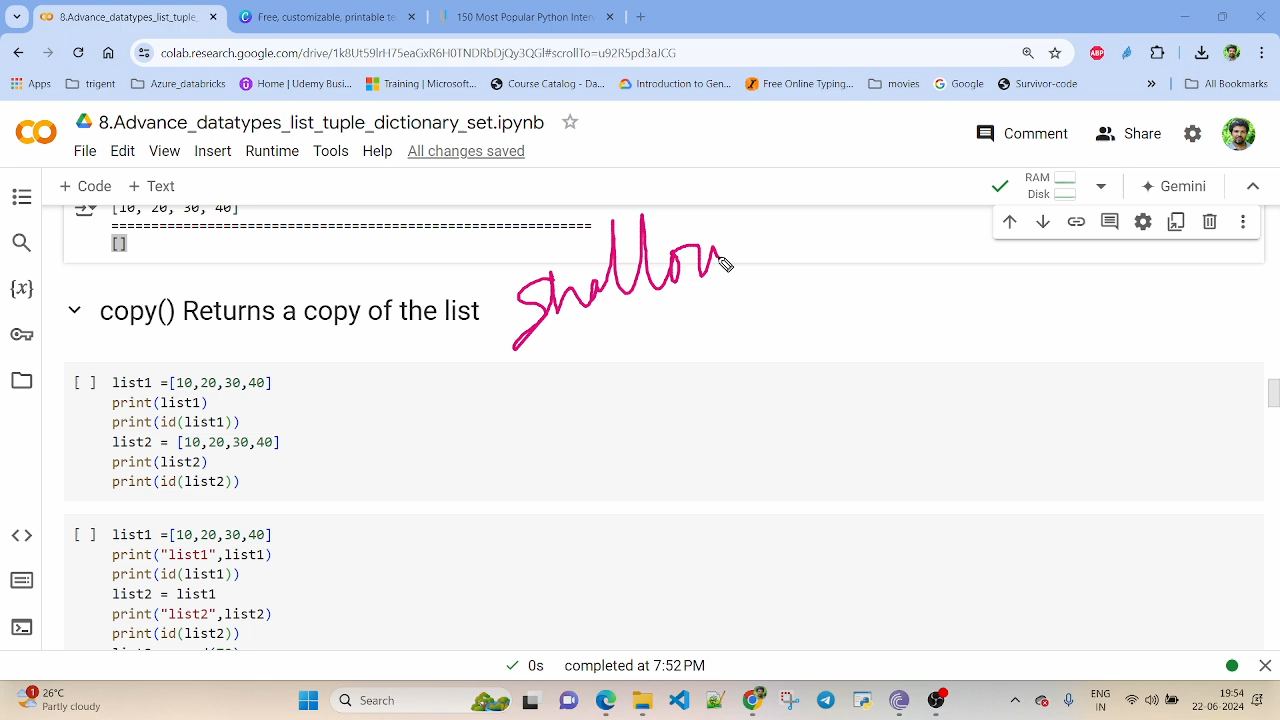 8.Advance_datatypes_list_tuple_
Free, customizable, printable te
150 Most Popular Python Inter
colab.research.google.com/drive/1k8Ut59lrH75eaGxR6H0TNDRbDjQy3QGl#scrollTo=u92R5pd3aJCG
ABP
Apps
trigent
Azure.databricks
Home | Udemy Busi...
Training | Microsoft...
Course Catalog - Da...
Introduction to Gen...
Free Online Typing...
movies
Google
Survivor-code
»
All Bookmarks
8.Advance_datatypes_list_tuple_dictionary_set.ipynb
Comment
Share
File Edit View Insert Runtime Tools Help All changes saved
+ Code + Text
RAM
Disk
Gemini
[10, 20, 30, 40]
============================================================
[]
Shallow
copy() Returns a copy of the list
{x}
[ ] list1 =[10,20,30,40]
print(list1)
print(id(list1))
list2 = [10,20,30,40]
print(list2)
print(id(list2))
[ ] list1 =[10,20,30,40]
print("list1",list1)
print(id(list1))
list2 = list1
print("list2",list2)
print(id(list2))
0s completed at 7:52 PM
1
26°C
Partly cloudy
Search
ENG
IN
19:54
22-06-2024